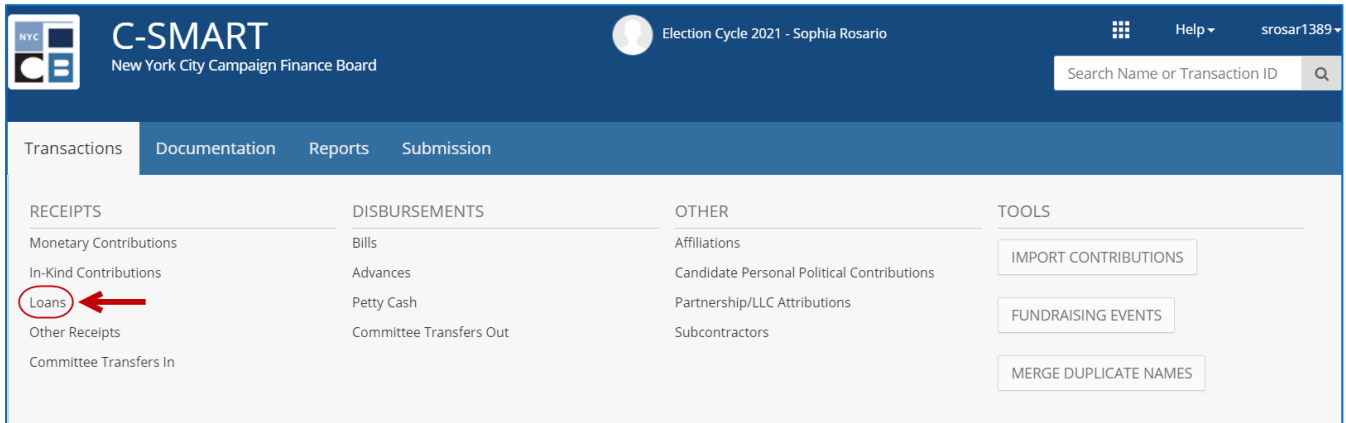 NYC
CB
C-SMART
New York City Campaign Finance Board
Election Cycle 2021 - Sophia Rosario
Help
srosar1389
Search Name or Transaction ID
Transactions Documentation Reports Submission
RECEIPTS
Monetary Contributions
In-Kind Contributions
Loans
Other Receipts
Committee Transfers In
DISBURSEMENTS
Bills
Advances
Petty Cash
Committee Transfers Out
OTHER
Affiliations
Candidate Personal Political Contributions
Partnership/LLC Attributions
Subcontractors
TOOLS
IMPORT CONTRIBUTIONS
FUNDRAISING EVENTS
MERGE DUPLICATE NAMES